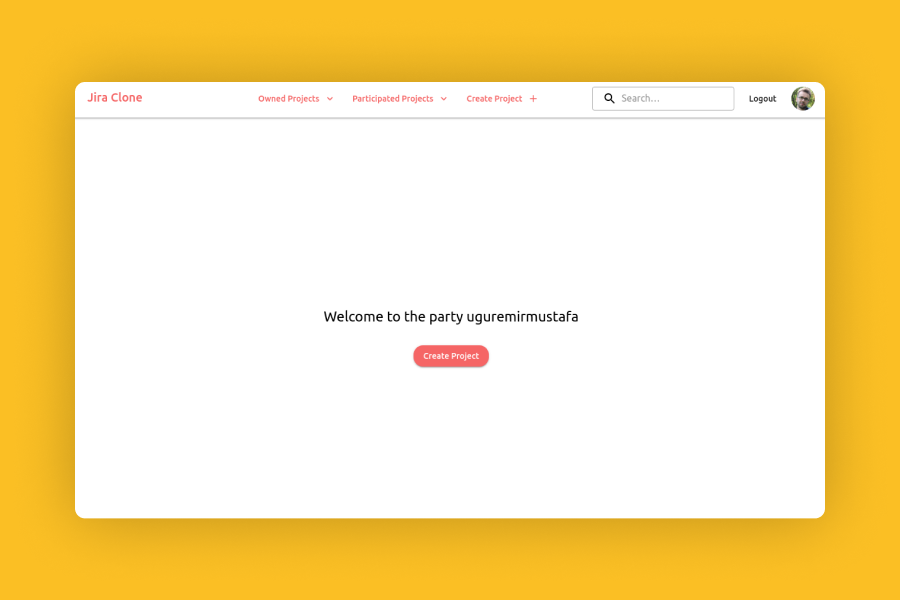 Jira Clone
Owned Projects
Participated Projects
Create Project
Search...
Logout
Welcome to the party uguremirmustafa
Create Project